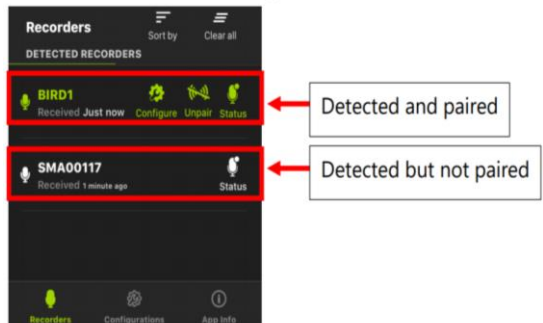 Recorders
Sort by
Clear all
DETECTED RECORDERS
BIRD1
Received Just now
Configure
Unpair
Status
Detected and paired
SMA00117
Received 1 minute ago
Status
Detected but not paired
Recorders
Configurations
App Info